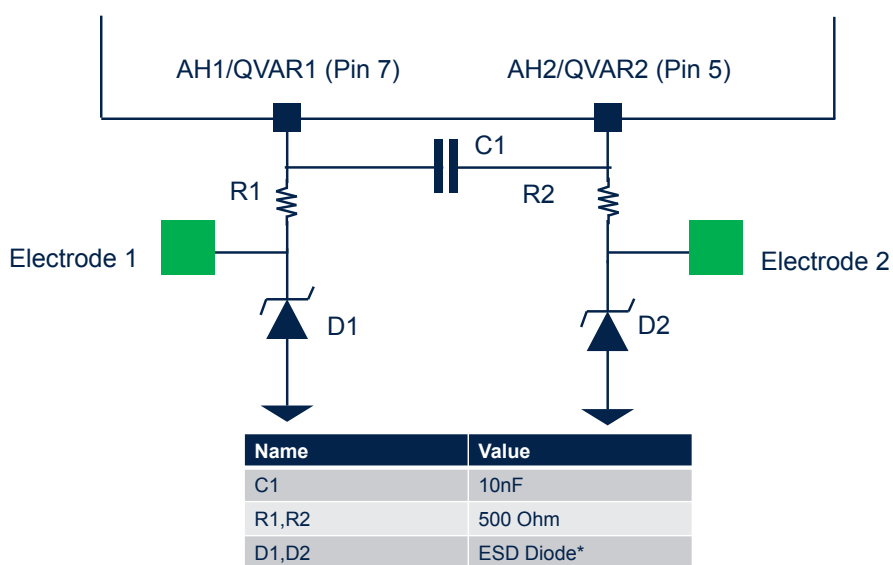 AH1/QVAR1 (Pin 7)
AH2/QVAR2 (Pin 5)
C1
R1
R2
Electrode 1
Electrode 2
D1
D2
Name Value
C1 10nF
R1,R2 500 Ohm
D1,D2 ESD Diode*